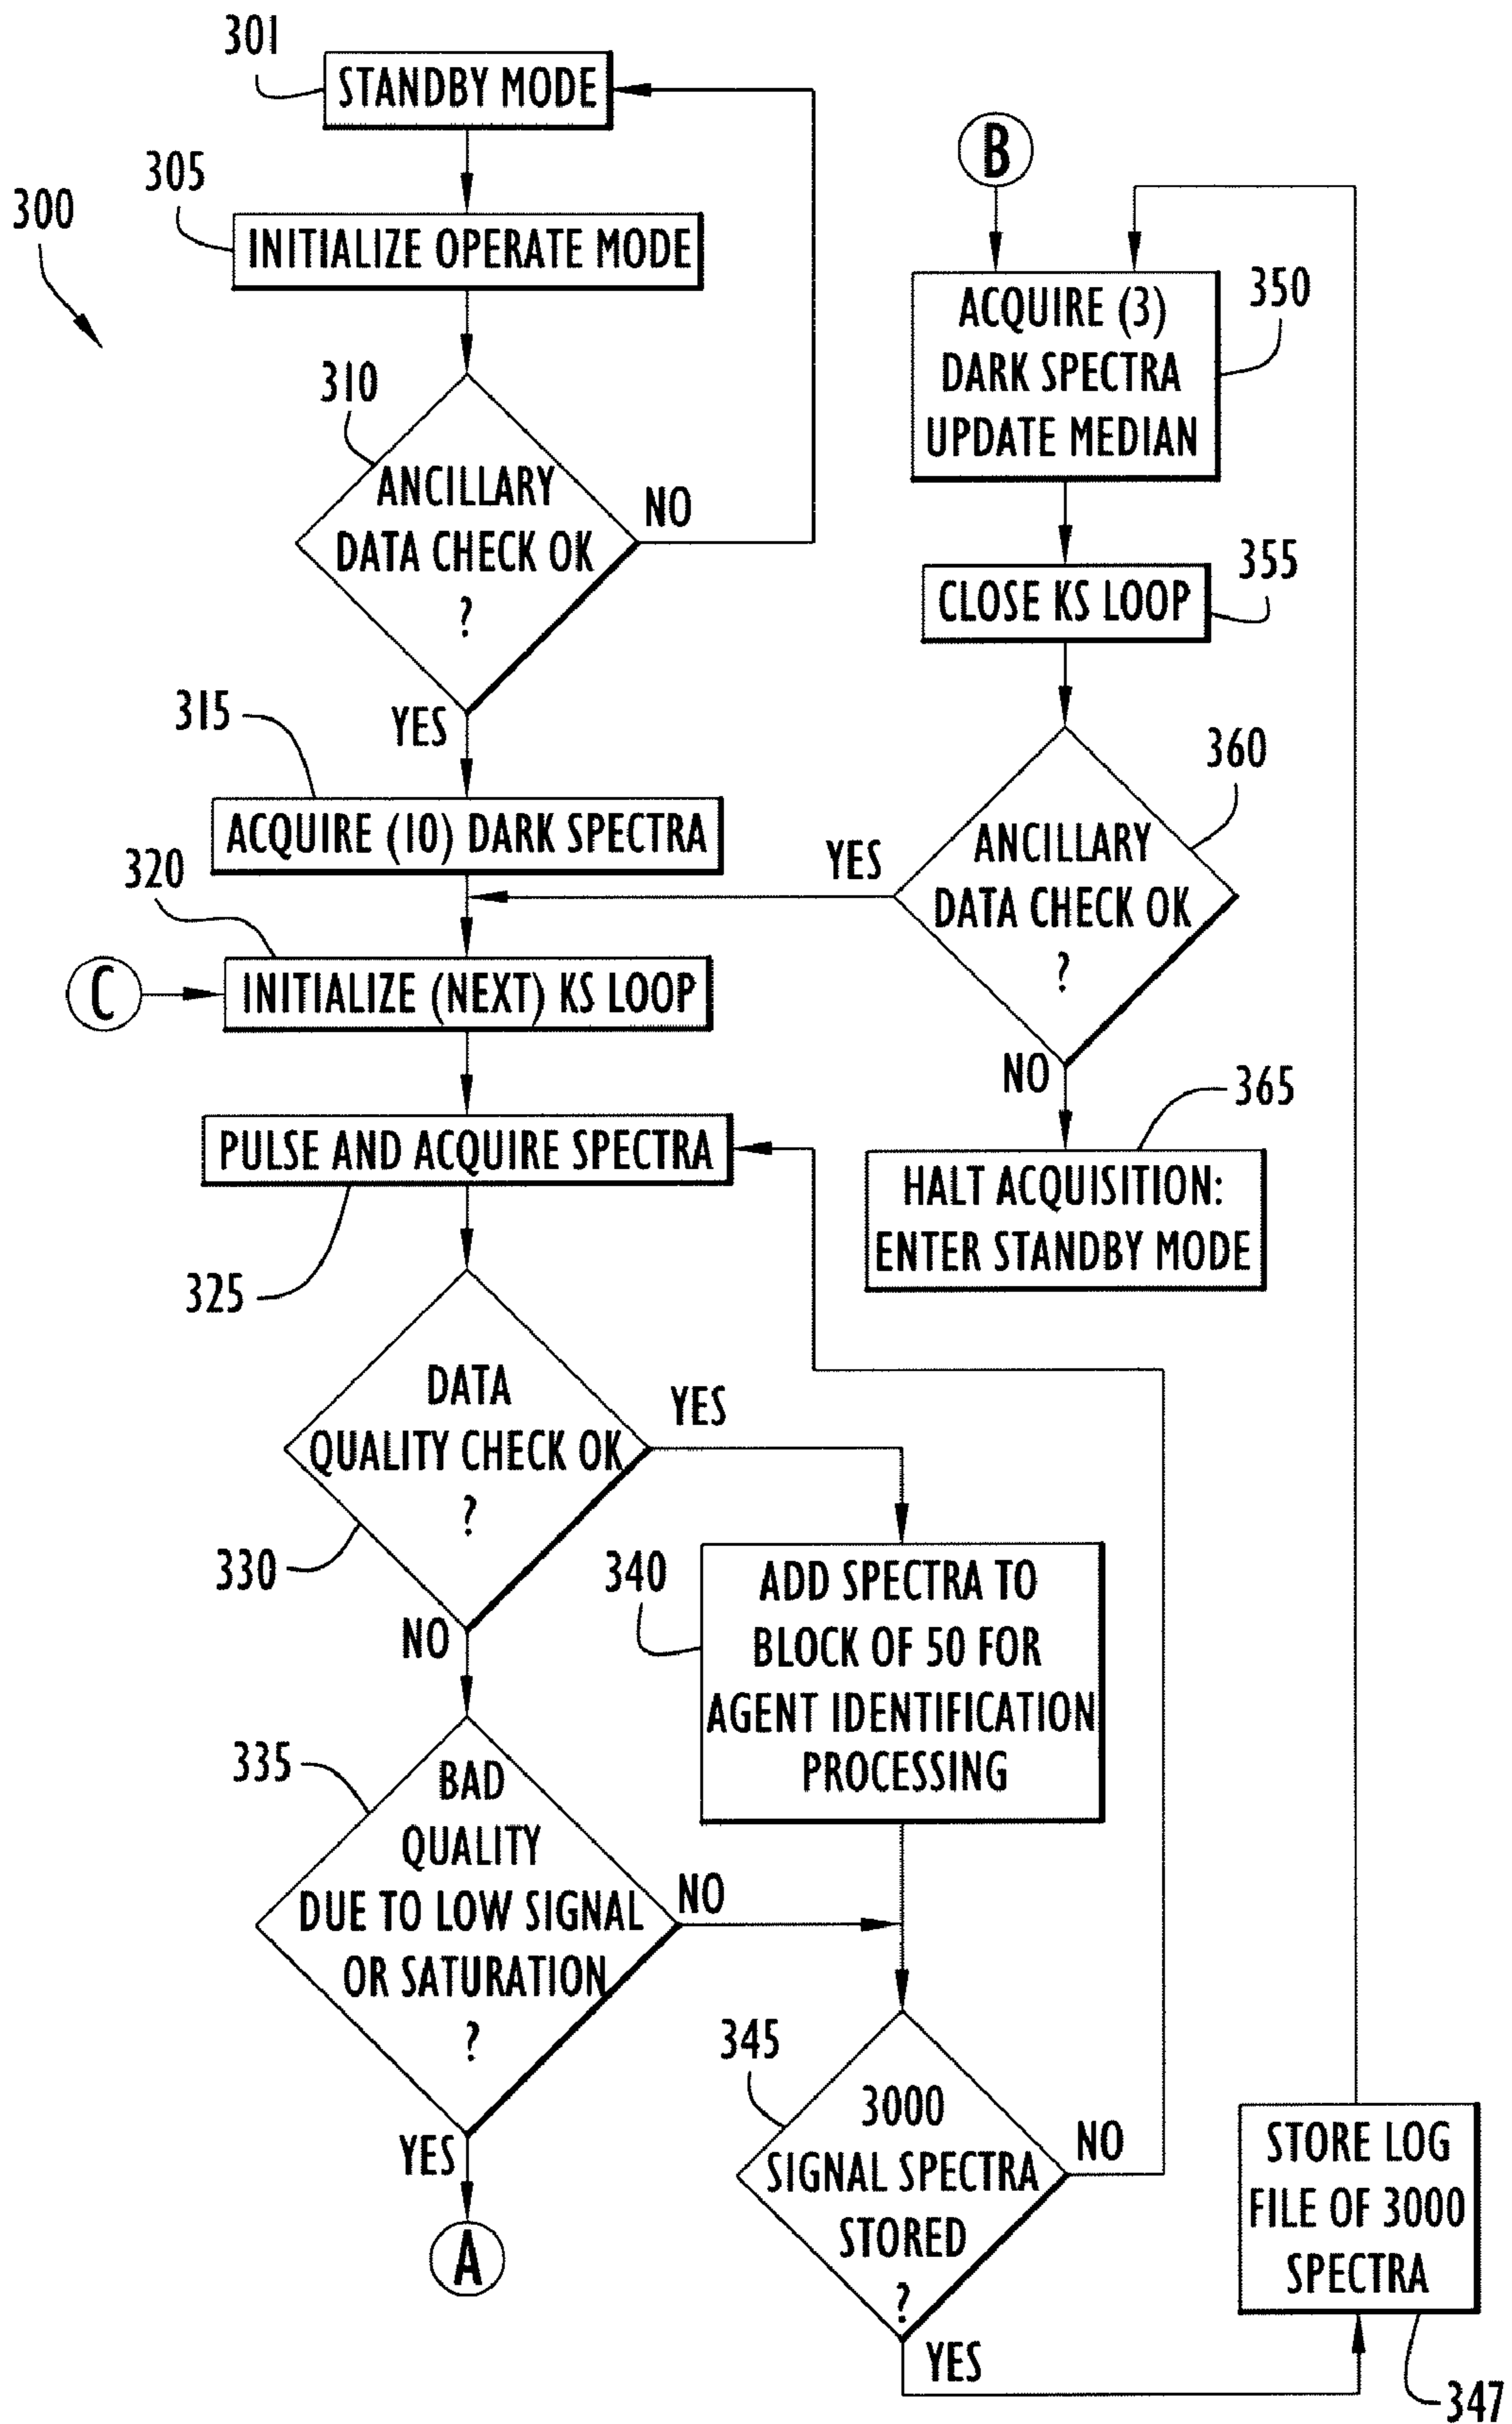 301
STANDBY MODE
305
300
INITIALIZE OPERATE MODE
310
ANCILLARY
DATA CHECK OK
?
NO
YES
315
ACQUIRE (10) DARK SPECTRA
320
C
INITIALIZE (NEXT) KS LOOP
PULSE AND ACQUIRE SPECTRA
325
DATA
QUALITY CHECK OK
?
YES
330
NO
335
BAD
QUALITY
DUE TO LOW SIGNAL
OR SATURATION
?
NO
YES
A
340
ADD SPECTRA TO
BLOCK OF 50 FOR
AGENT IDENTIFICATION
PROCESSING
345
3000
SIGNAL SPECTRA
STORED
?
NO
YES
STORE LOG
FILE OF 3000
SPECTRA
347
B
ACQUIRE (3)
DARK SPECTRA
UPDATE MEDIAN
350
CLOSE KS LOOP
355
360
ANCILLARY
DATA CHECK OK
?
YES
NO
365
HALT ACQUISITION:
ENTER STANDBY MODE